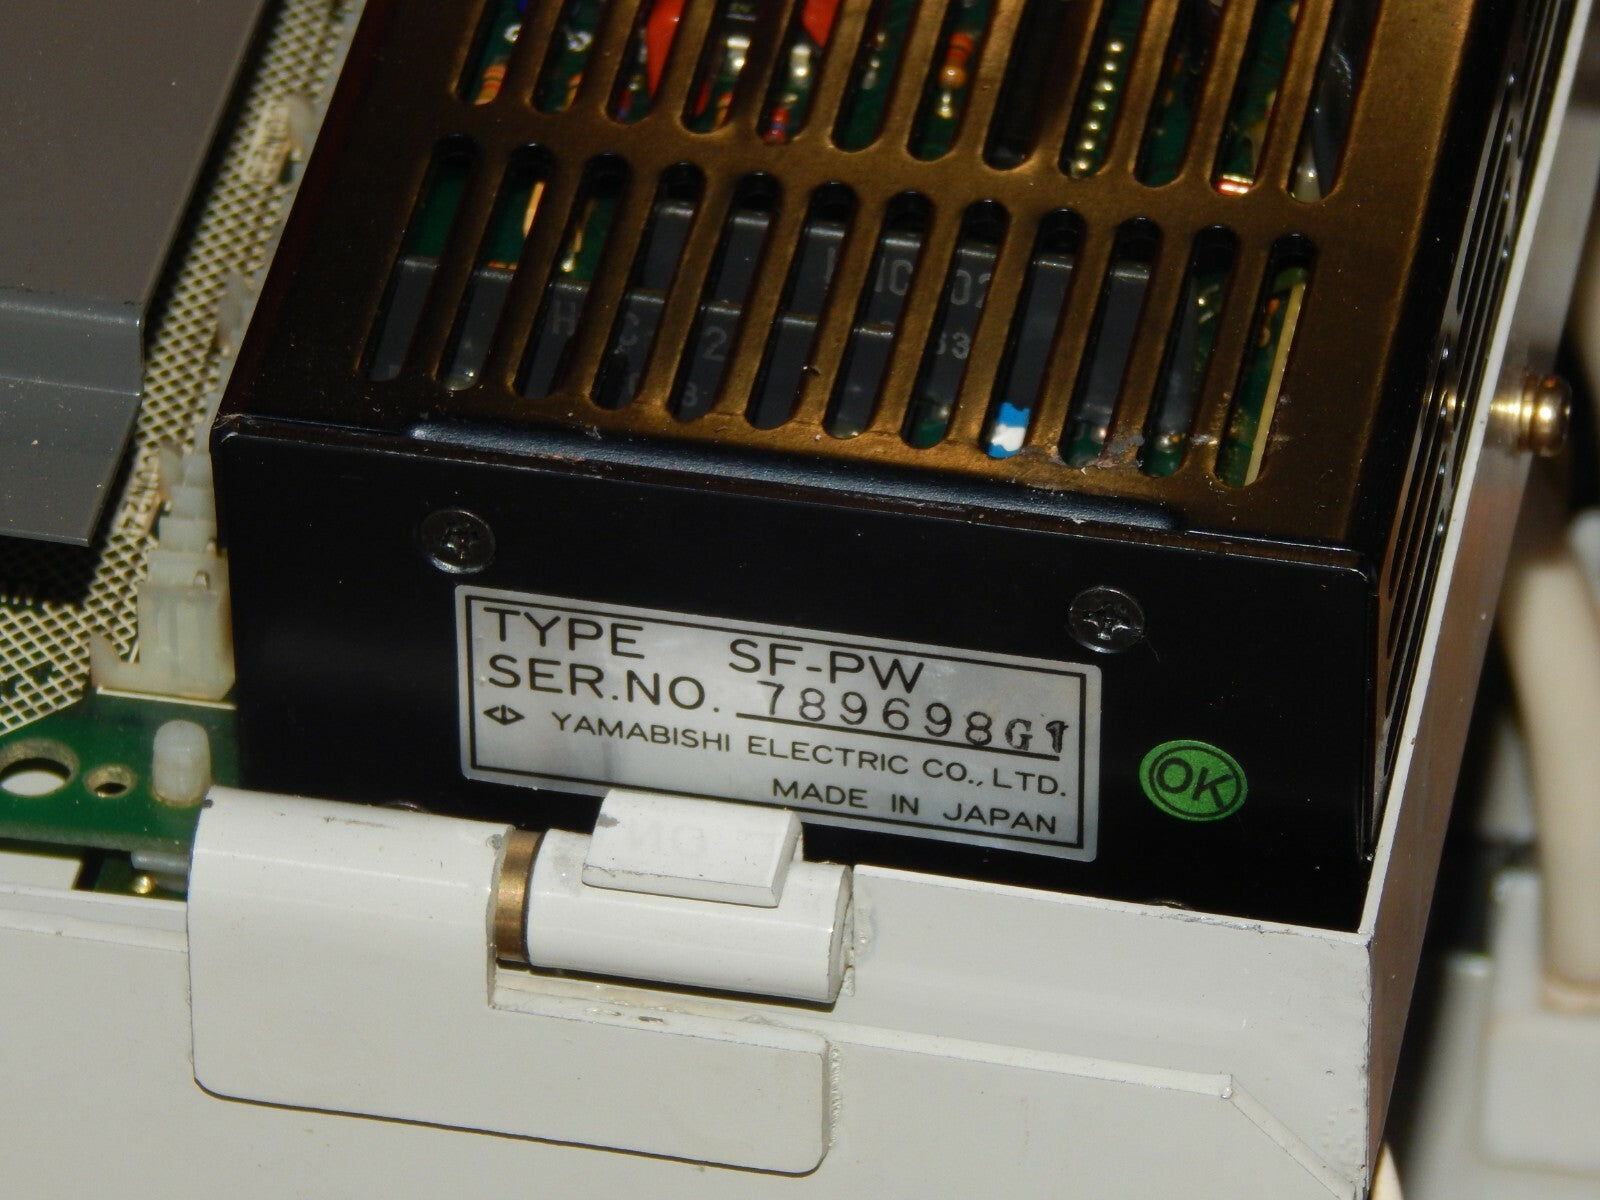 TYPE SF-PW
SER.NO. 789698G1
YAMABISHI ELECTRIC CO., LTD.
MADE IN JAPAN
OK